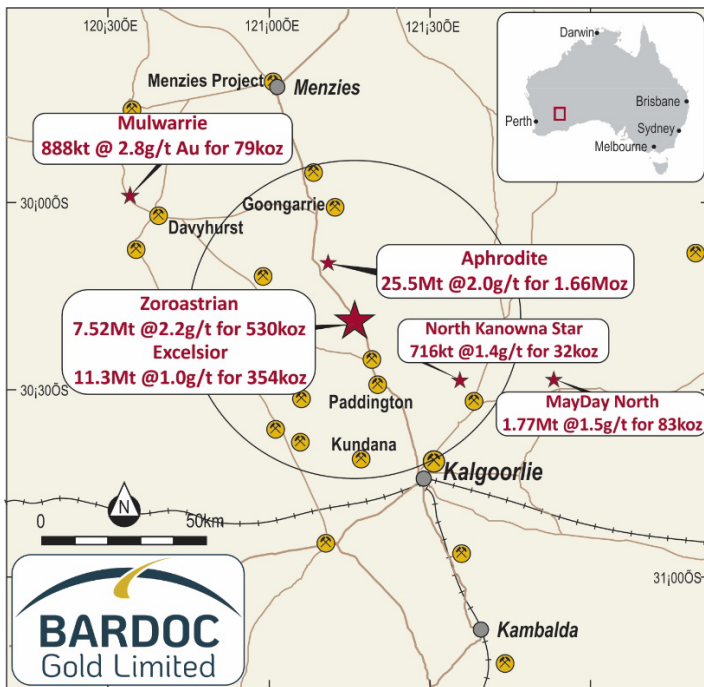 120¡30ÕE
121¡00ÕE
121¡30ÕE
Darwin
Brisbane
Perth
Sydney
Melbourne
Menzies Project
Menzies
Mulwarrie
888kt @ 2.8g/t Au for 79koz
30¡00ÕS
Goongarrie
Davyhurst
Aphrodite
25.5Mt @2.0g/t for 1.66Moz
Zoroastrian
7.52Mt @2.2g/t for 530koz
Excelsior
11.3Mt @1.0g/t for 354koz
North Kanowna Star
716kt @1.4g/t for 32koz
30¡30ÕS
Paddington
MayDay North
1.77Mt @1.5g/t for 83koz
Kundana
Kalgoorlie
N
0 50km
31¡00ÕS
BARDOC
Gold Limited
Kambalda